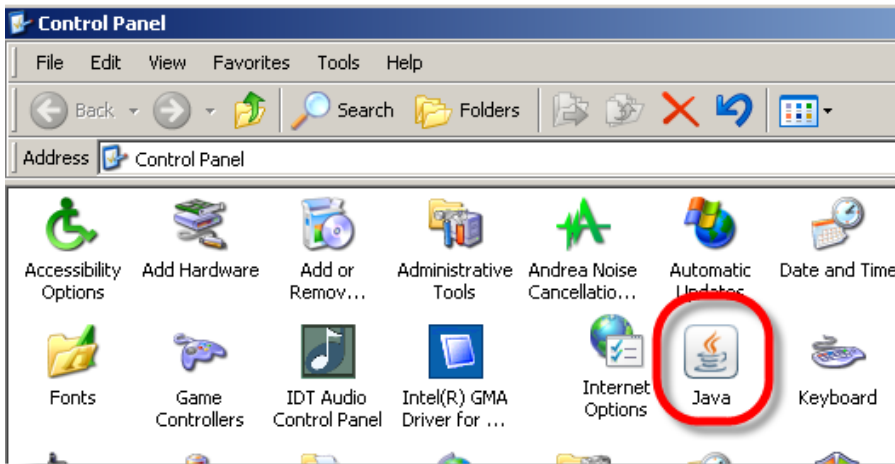 Control Panel
File Edit View Favorites Tools Help
Back Search Folders
Address Control Panel
Accessibility Options
Add Hardware
Add or Remov...
Administrative Tools
Andrea Noise Cancellatio...
Automatic Updates
Date and Time
Fonts
Game Controllers
IDT Audio Control Panel
Intel(R) GMA Driver for ...
Internet Options
Java
Keyboard